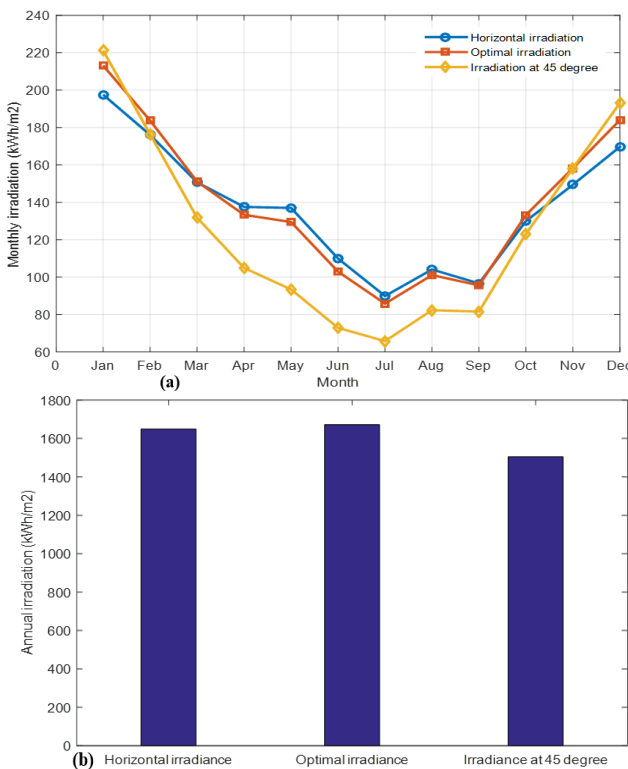 240
220
200
180
160
140
120
100
80
60
Monthly irradiation (kWh/m2)
Horizontal irradiation
Optimal irradiation
Irradiation at 45 degree
0 Jan Feb Mar Apr May Jun Jul Aug Sep Oct Nov Dec
(a) Month
1800
1600
1400
1200
1000
800
600
400
200
0
Annual irradiation (kWh/m2)
(b) Horizontal irradiance Optimal irradiance Irradiance at 45 degree